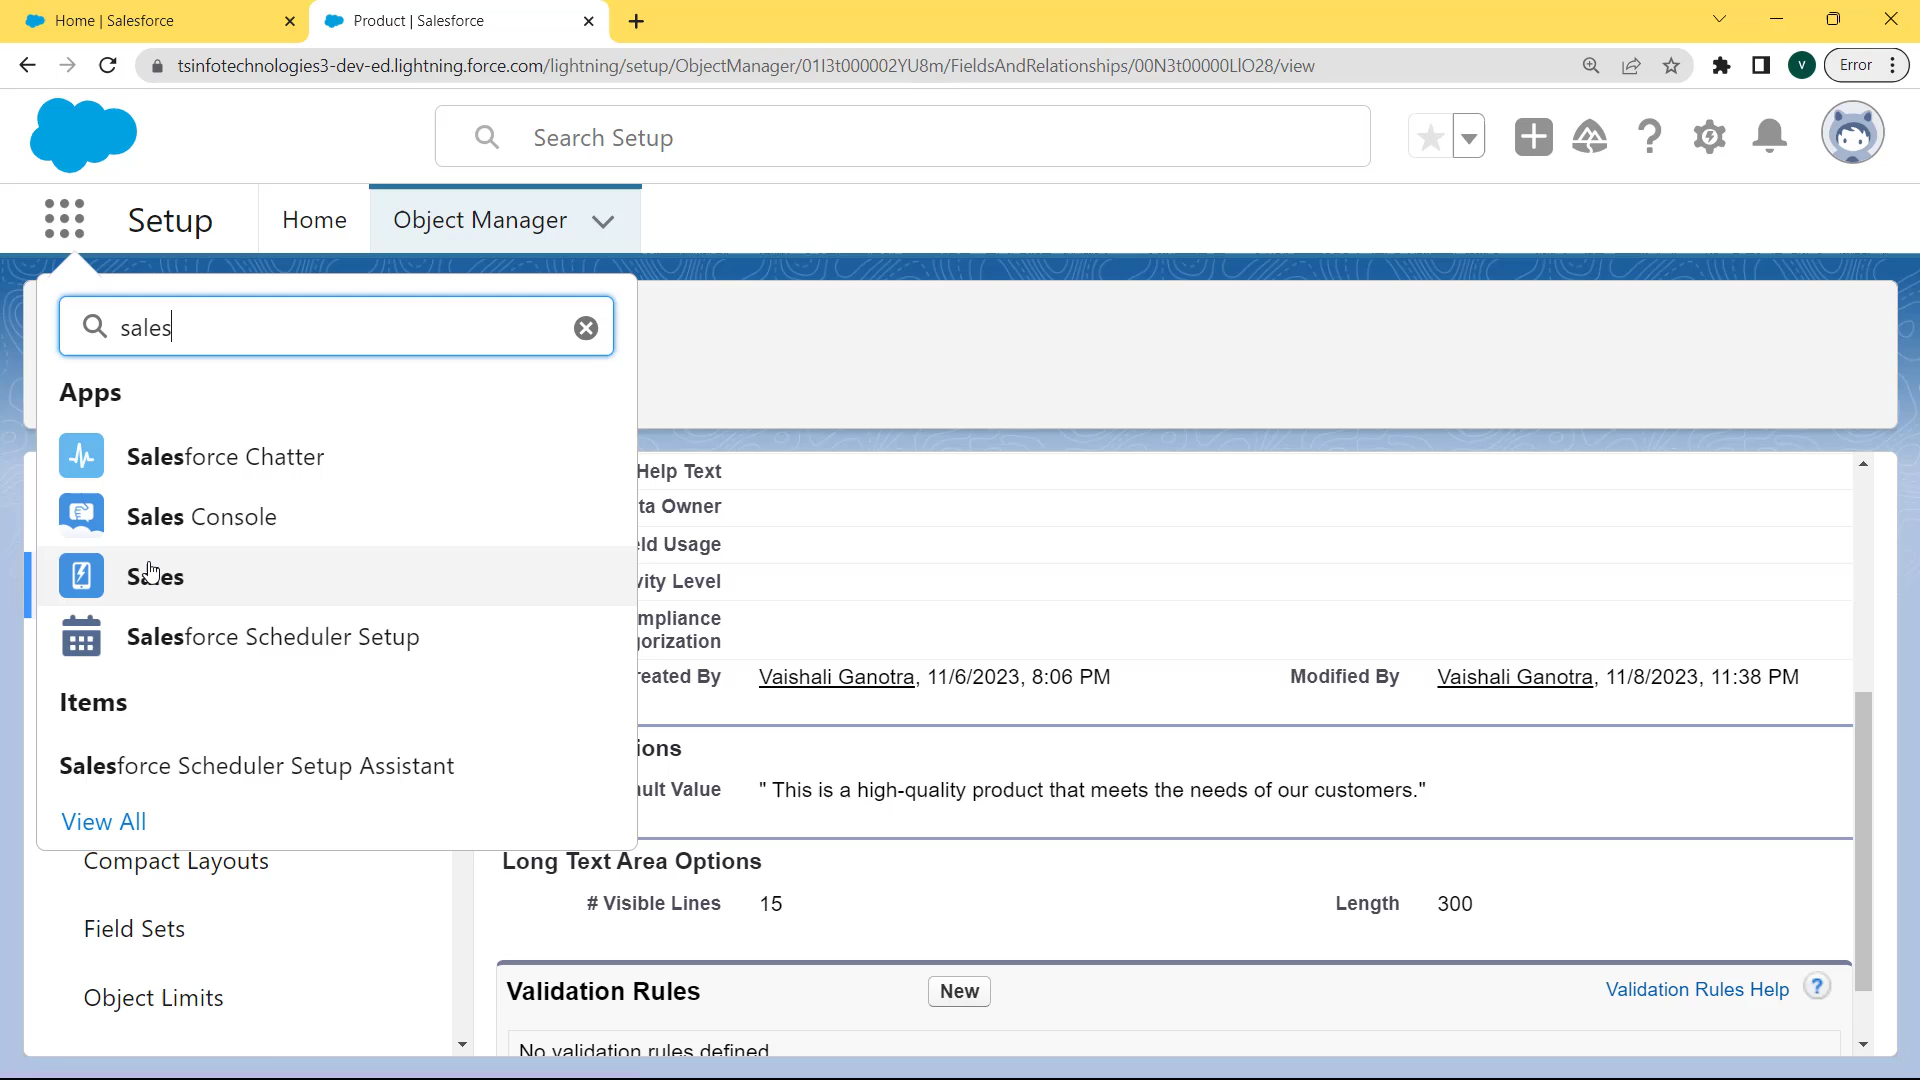 Home | Salesforce
Product | Salesforce
tsinfotechnologies3-dev-ed.lightning.force.com/lightning/setup/ObjectManager/01I3t000002YU8m/FieldsAndRelationships/00N3t00000LlO28/view
V
Error
Search Setup
Setup
Home
Object Manager
sales
Apps
Salesforce Chatter
Sales Console
Sales
Salesforce Scheduler Setup
Items
Salesforce Scheduler Setup Assistant
View All
Compact Layouts
Field Sets
Object Limits
Help Text
ta Owner
ld Usage
vity Level
mpliance
gorization
reated By Vaishali Ganotra, 11/6/2023, 8:06 PM Modified By Vaishali Ganotra, 11/8/2023, 11:38 PM
ions
ult Value " This is a high-quality product that meets the needs of our customers."
Long Text Area Options
# Visible Lines 15 Length 300
Validation Rules New Validation Rules Help ?
No validation rules defined